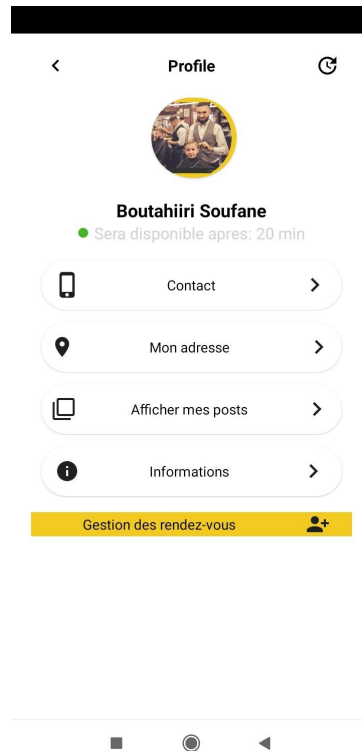 Profile
Boutahiiri Soufane
Sera disponible apres: 20 min
Contact
Mon adresse
Afficher mes posts
Informations
Gestion des rendez-vous